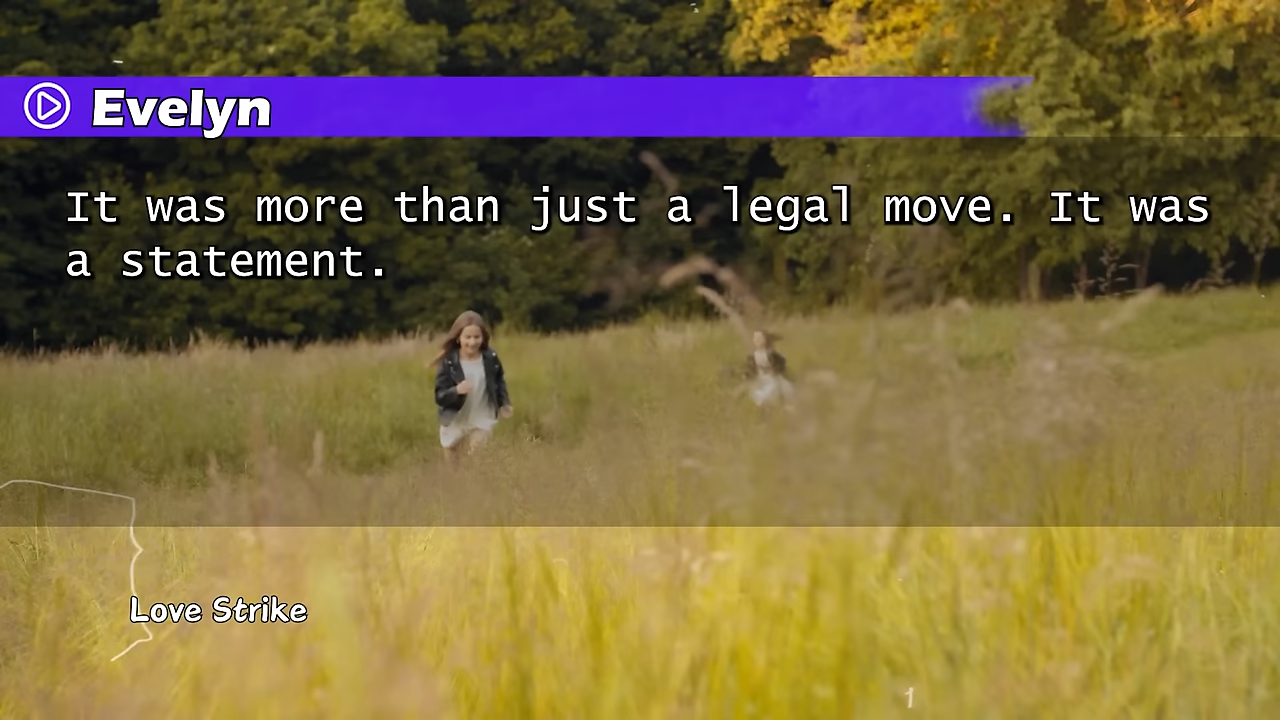 Evelyn
It was more than just a legal move. It was
a statement.
Love Strike